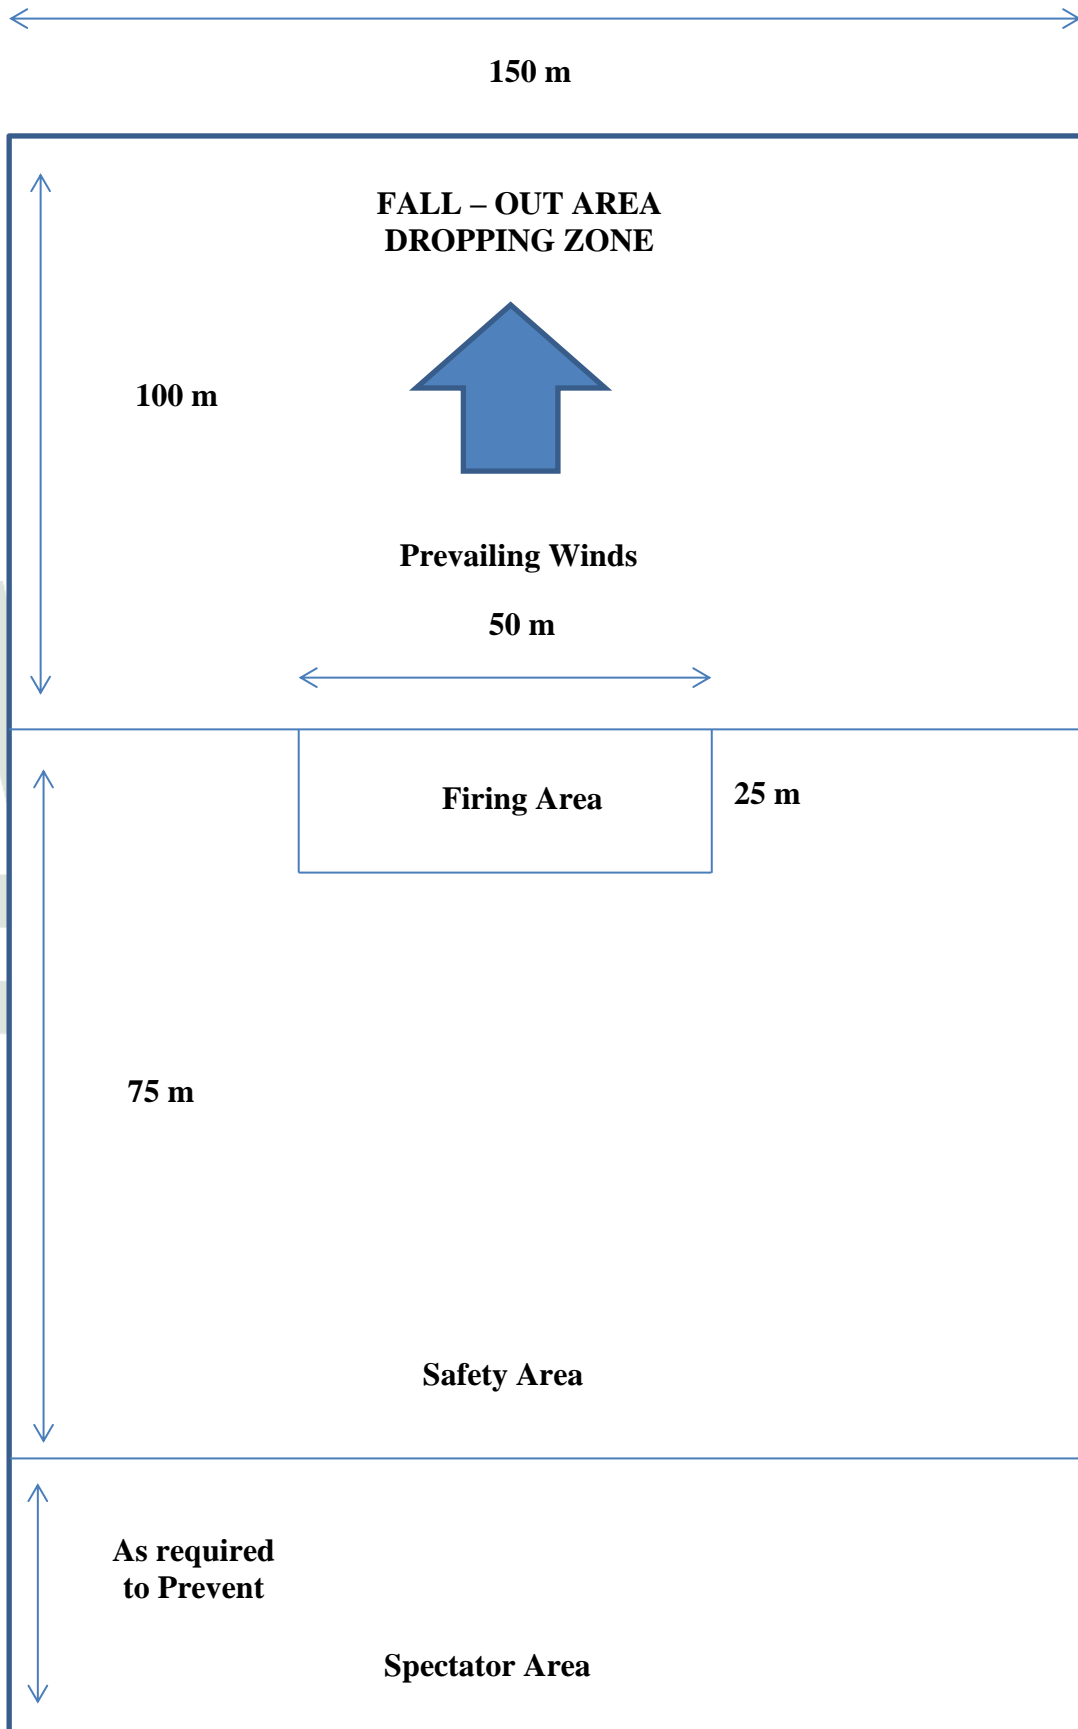 150 m
FALL – OUT AREA
DROPPING ZONE
100 m
Prevailing Winds
50 m
Firing Area
25 m
75 m
Safety Area
As required
to Prevent
Spectator Area